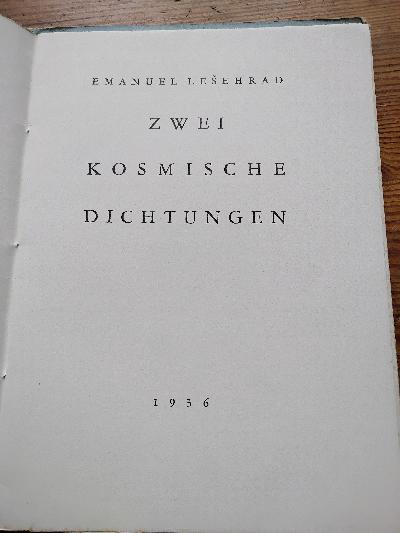 EMANUEL LEŠEHRAD
ZWEI
KOSMISCHE
DICHTUNGEN
1936